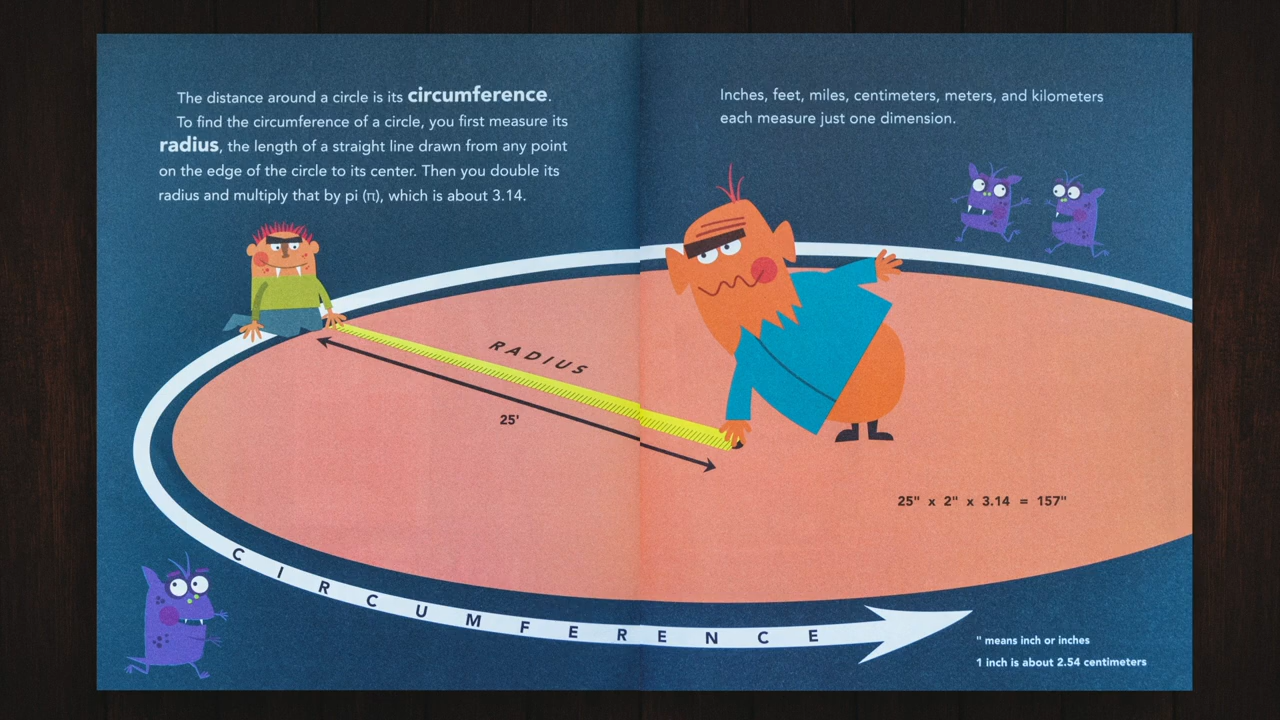 The distance around a circle is its circumference.
To find the circumference of a circle, you first measure its
radius, the length of a straight line drawn from any point
on the edge of the circle to its center. Then you double its
radius and multiply that by pi (π), which is about 3.14.
Inches, feet, miles, centimeters, meters, and kilometers
each measure just one dimension.
RADIUS
25'
25" x 2" x 3.14 = 157"
CIRCUMFERENCE
" means inch or inches
1 inch is about 2.54 centimeters